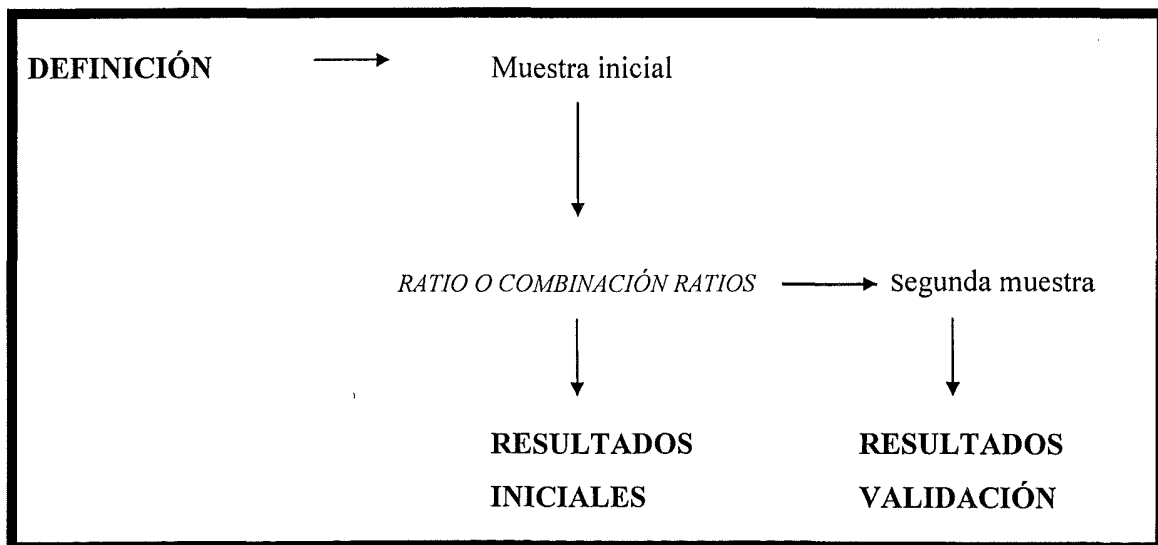 DEFINICIÓN Muestra inicial
RATIO O COMBINACIÓN RATIOS Segunda muestra
RESULTADOS RESULTADOS
INICIALES VALIDACIÓN